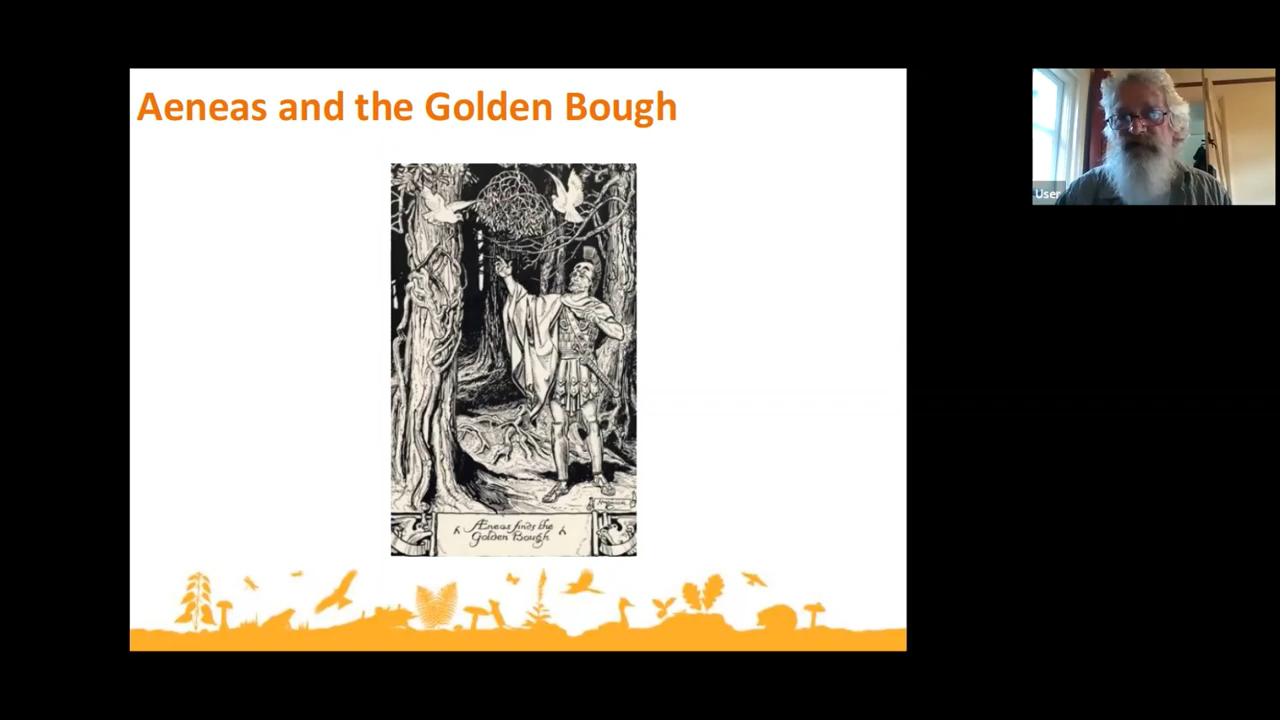 Aeneas and the Golden Bough
User
Æneas finds the
Golden Bough